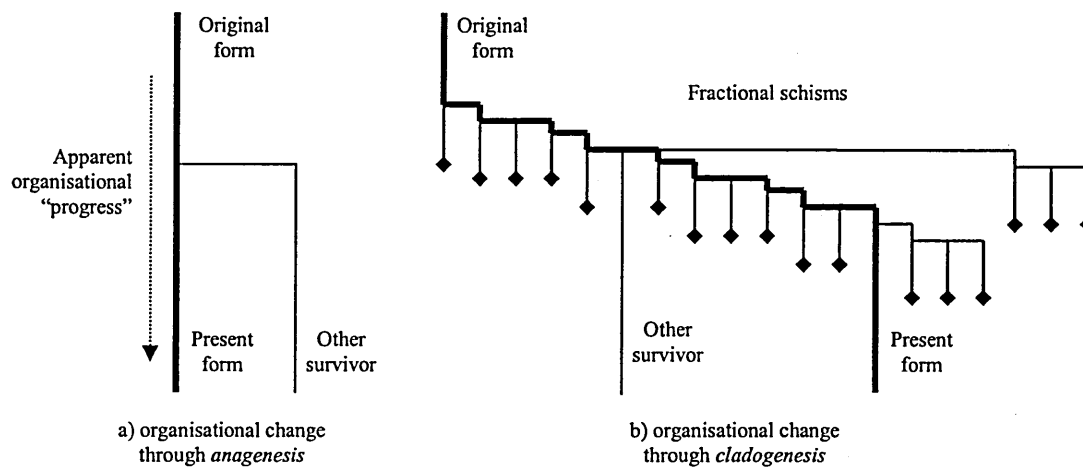 Original
form
Apparent
organisational
“progress”
Present
form
Other
survivor
a) organisational change
through anagenesis
Original
form
Fractional schisms
Other
survivor
Present
form
b) organisational change
through cladogenesis